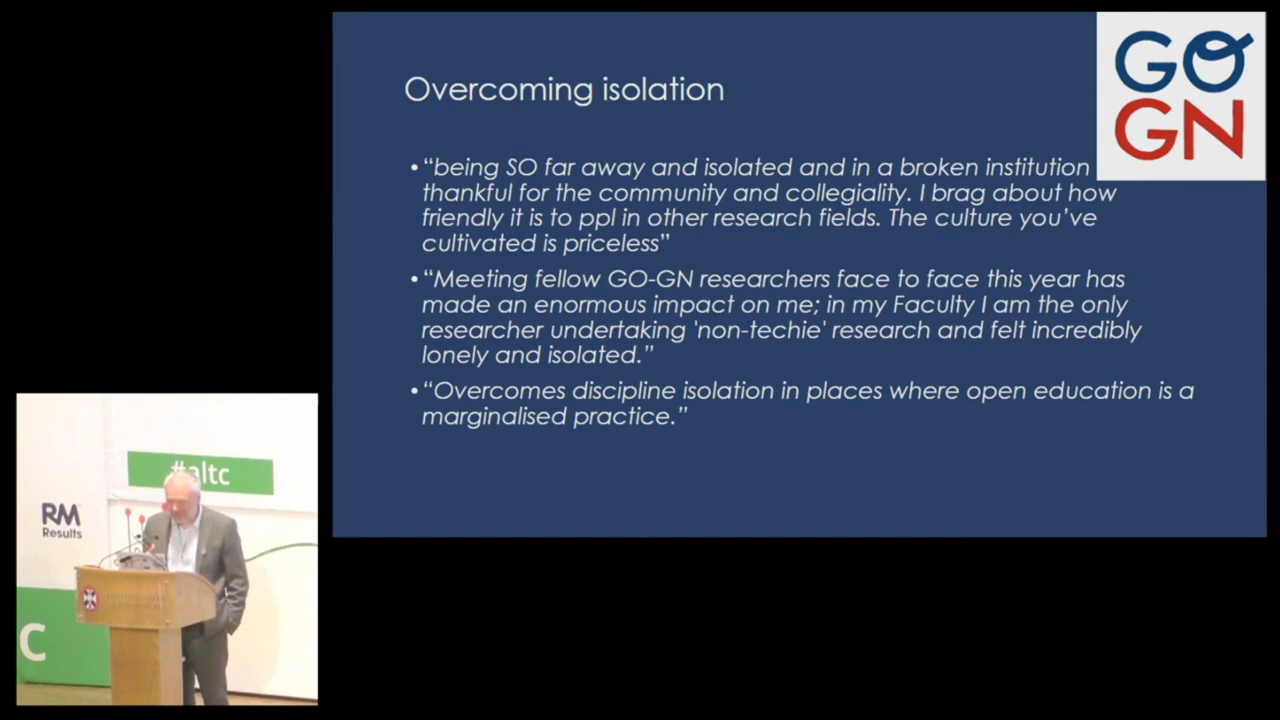 Overcoming isolation
GO
GN
• “being SO far away and isolated and in a broken institution
thankful for the community and collegiality. I brag about how
friendly it is to ppl in other research fields. The culture you’ve
cultivated is priceless”
• “Meeting fellow GO-GN researchers face to face this year has
made an enormous impact on me; in my Faculty I am the only
researcher undertaking 'non-techie' research and felt incredibly
lonely and isolated.”
• “Overcomes discipline isolation in places where open education is a
marginalised practice.”
#altc
RM
Results
C